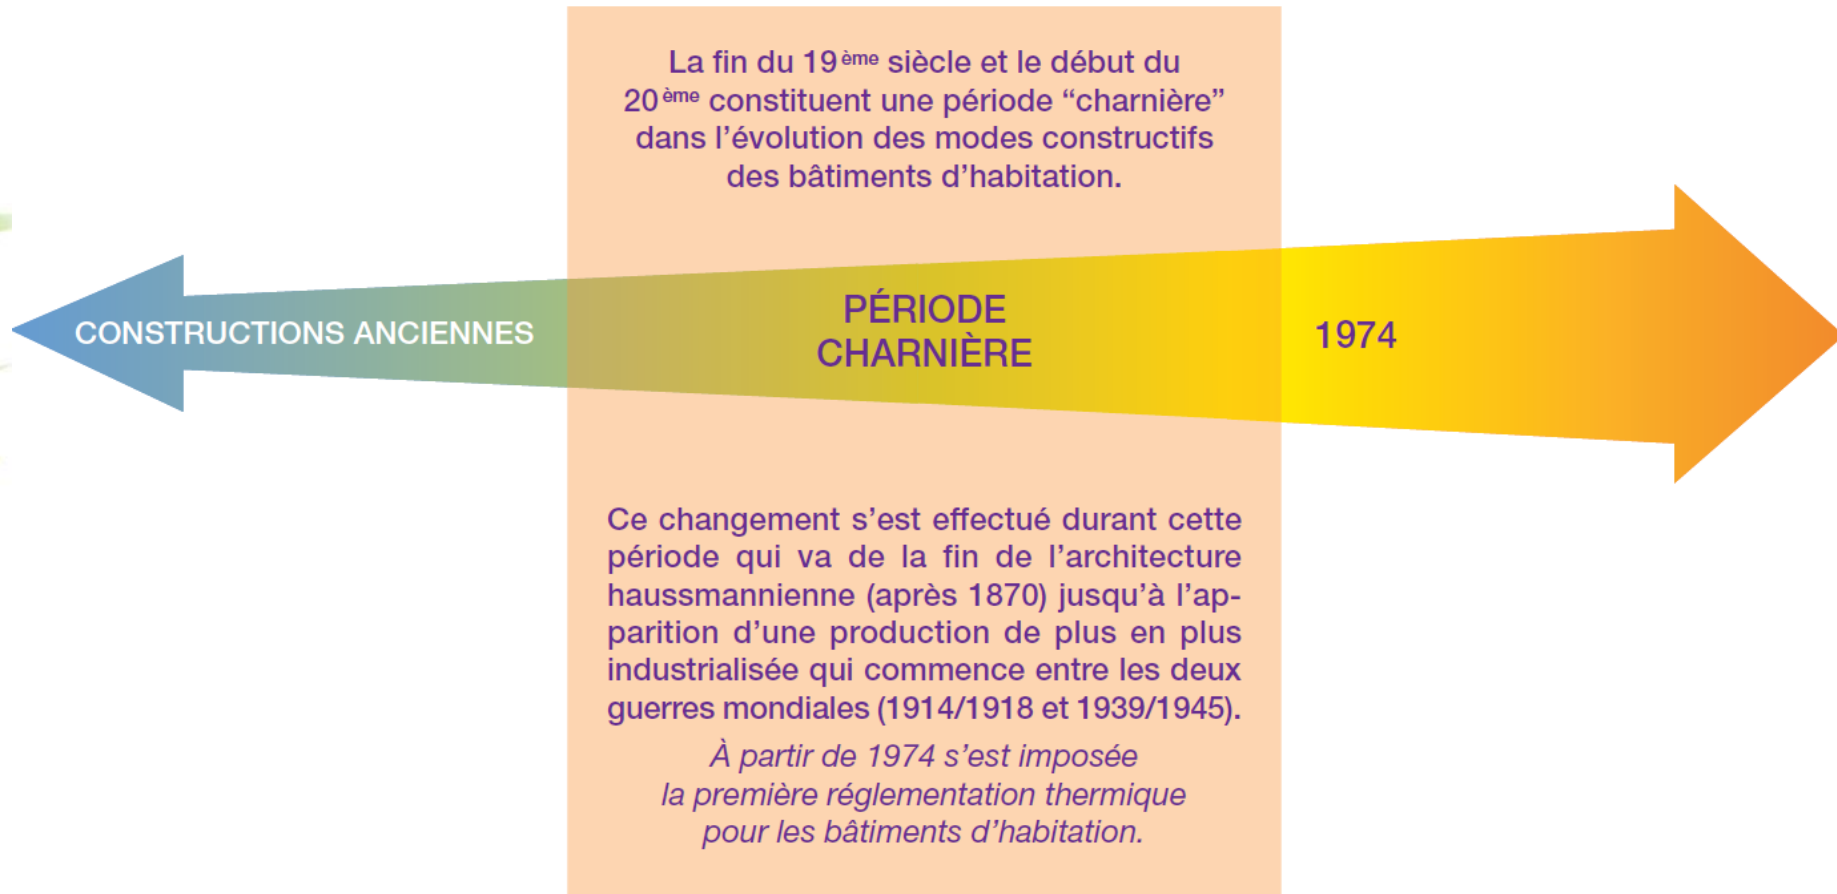 La fin du 19ème siècle et le début du
20ème constituent une période “charnière”
dans l’évolution des modes constructifs
des bâtiments d’habitation.
CONSTRUCTIONS ANCIENNES
PÉRIODE
CHARNIÈRE
1974
Ce changement s’est effectué durant cette
période qui va de la fin de l’architecture
haussmannienne (après 1870) jusqu’à l’ap-
parition d’une production de plus en plus
industrialisée qui commence entre les deux
guerres mondiales (1914/1918 et 1939/1945).
À partir de 1974 s’est imposée
la première réglementation thermique
pour les bâtiments d’habitation.